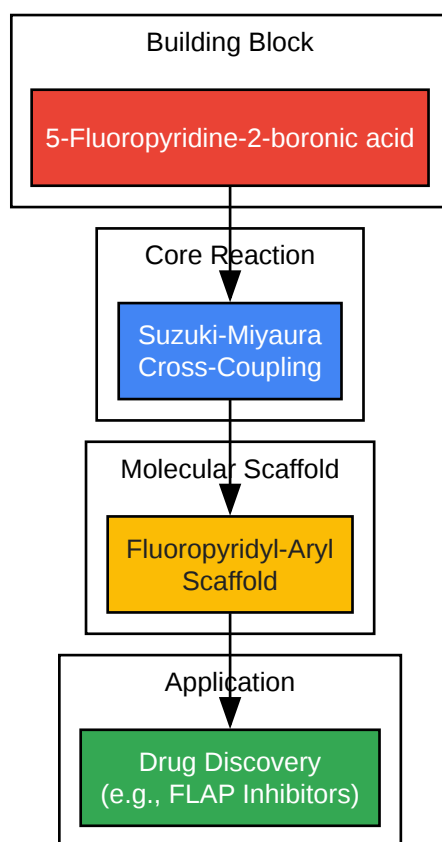 Building Block
5-Fluoropyridine-2-boronic acid
Core Reaction
Suzuki-Miyaura
Cross-Coupling
Molecular Scaffold
Fluoropyridyl-Aryl
Scaffold
Application
Drug Discovery
(e.g., FLAP Inhibitors)